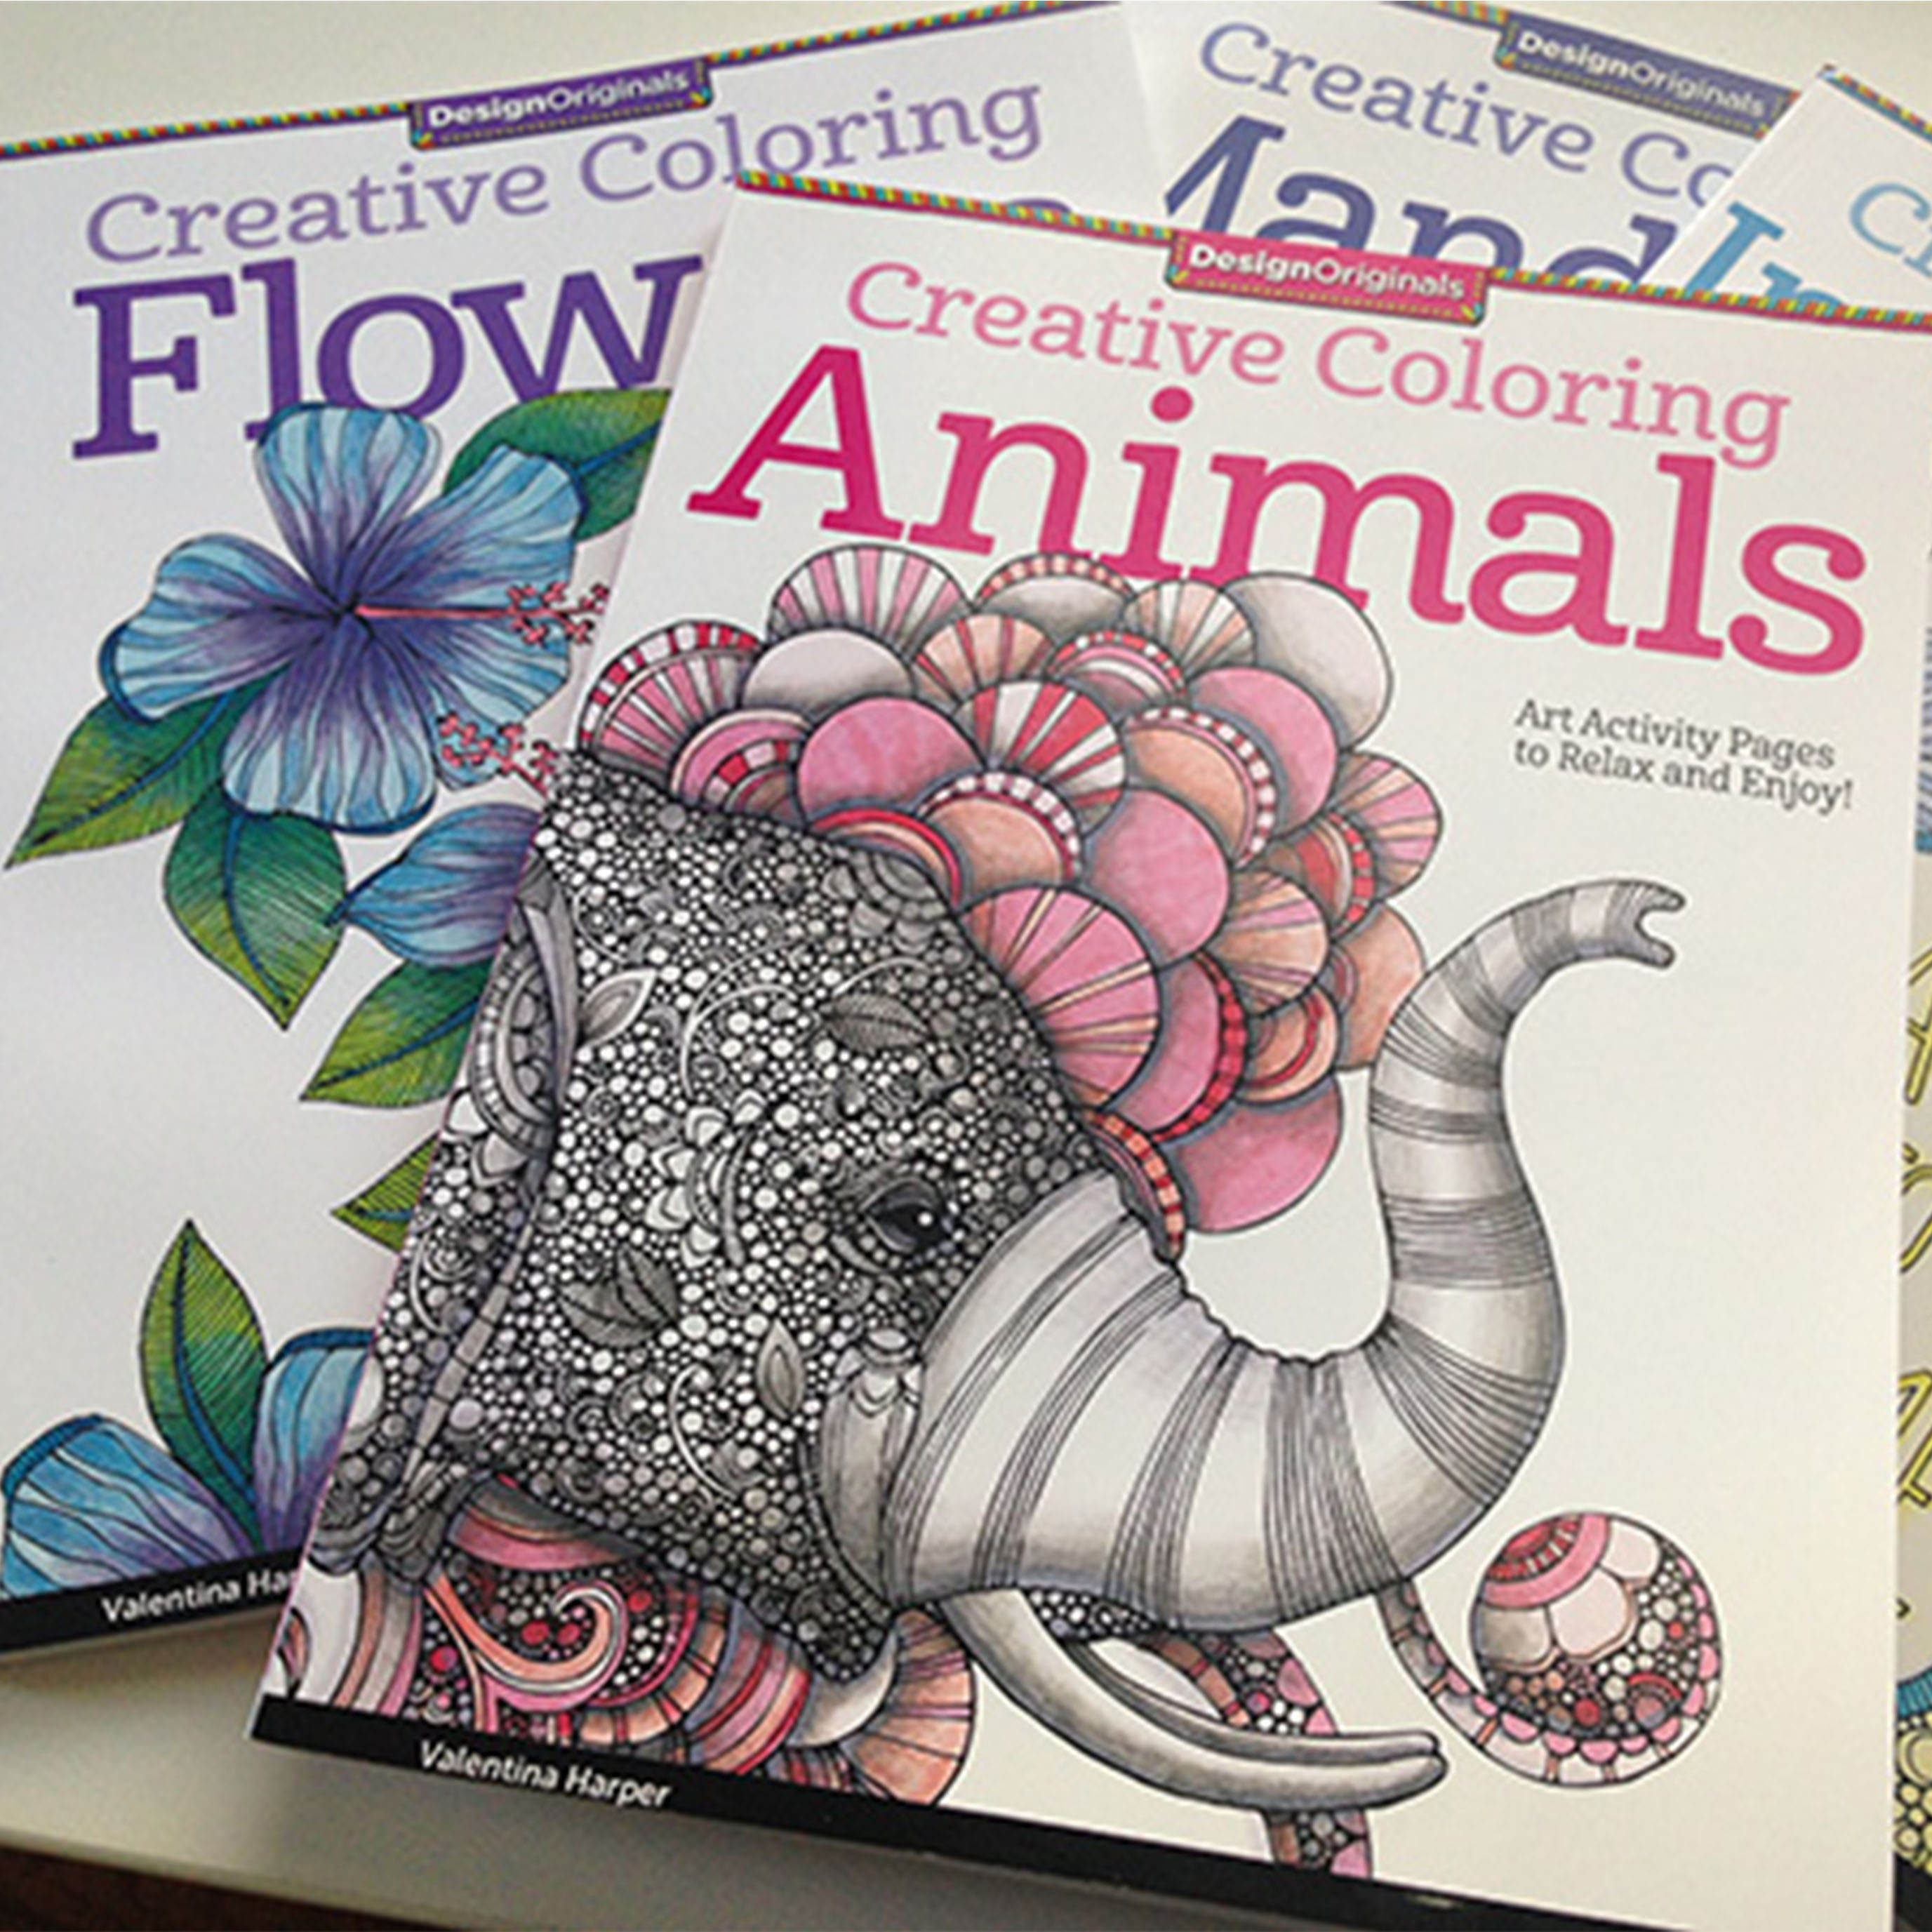 DesignOriginals
Creative Coloring
Flow
Valentina Ha
DesignOriginals
Creative Co
Mand
DesignOriginals
Creative Coloring
Animals
Art Activity Pages
to Relax and Enjoy!
Valentina Harper